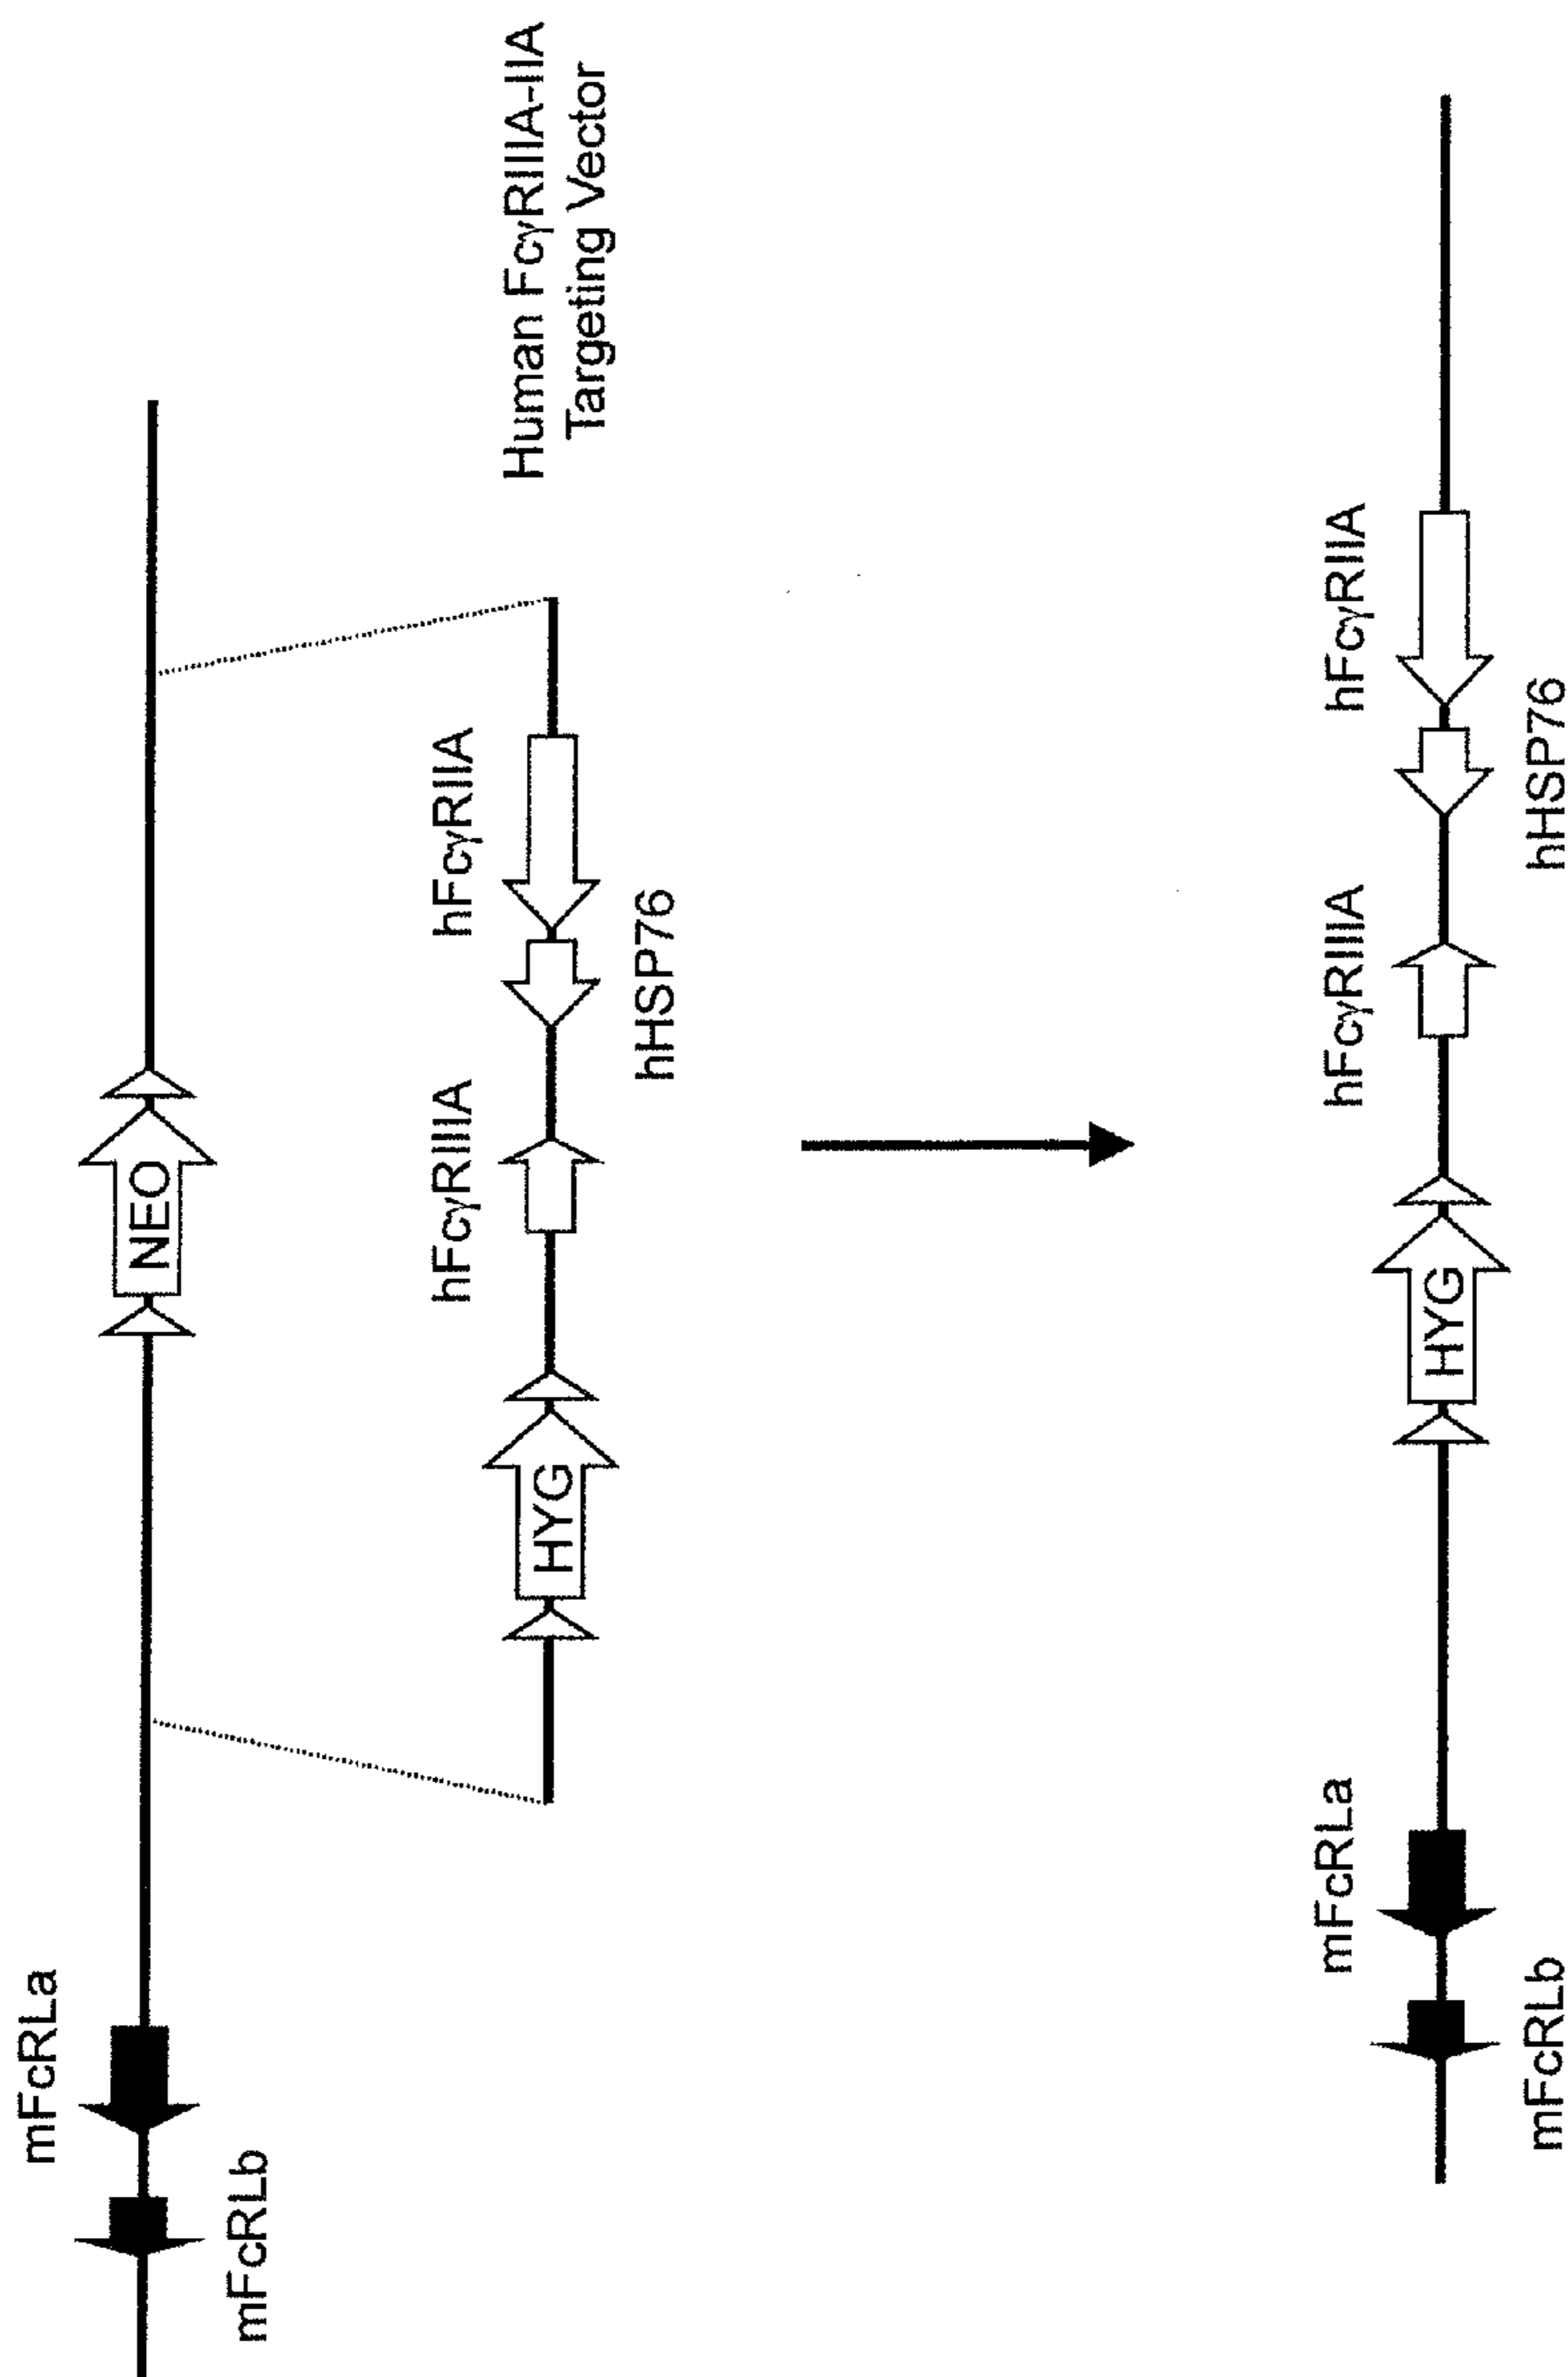 mFcRLa
mFcRLb
NEO
Human FcγRIIIA-IIA
Targeting Vector
HYG
hFcγRIIIA
hHSP76
hFcγRIIA
mFcRLa
mFcRLb
HYG
hFcγRIIIA
hHSP76
hFcγRIIA